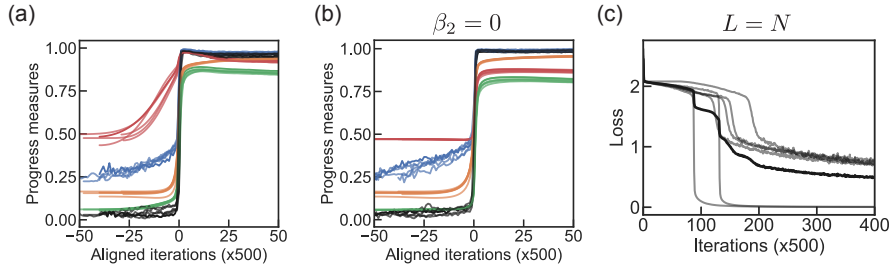 (a)
1.00
0.75
0.50
0.25
0.00
Progress measures
−50
−25
0
25
50
Aligned iterations (x500)
(b)
β₂ = 0
1.00
0.75
0.50
0.25
0.00
Progress measures
−50
−25
0
25
50
Aligned iterations (x500)
(c)
L = N
2
1
0
Loss
0
100
200
300
400
Iterations (x500)